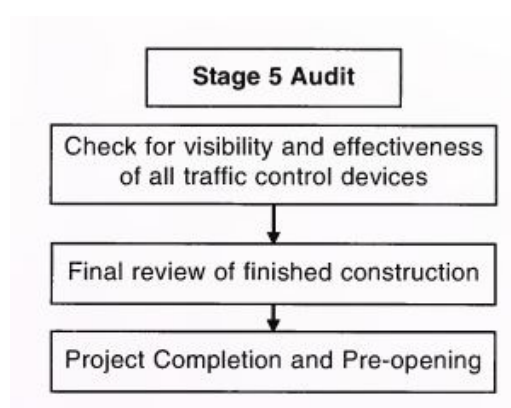 Stage 5 Audit
Check for visibility and effectiveness
of all traffic control devices
Final review of finished construction
Project Completion and Pre-opening